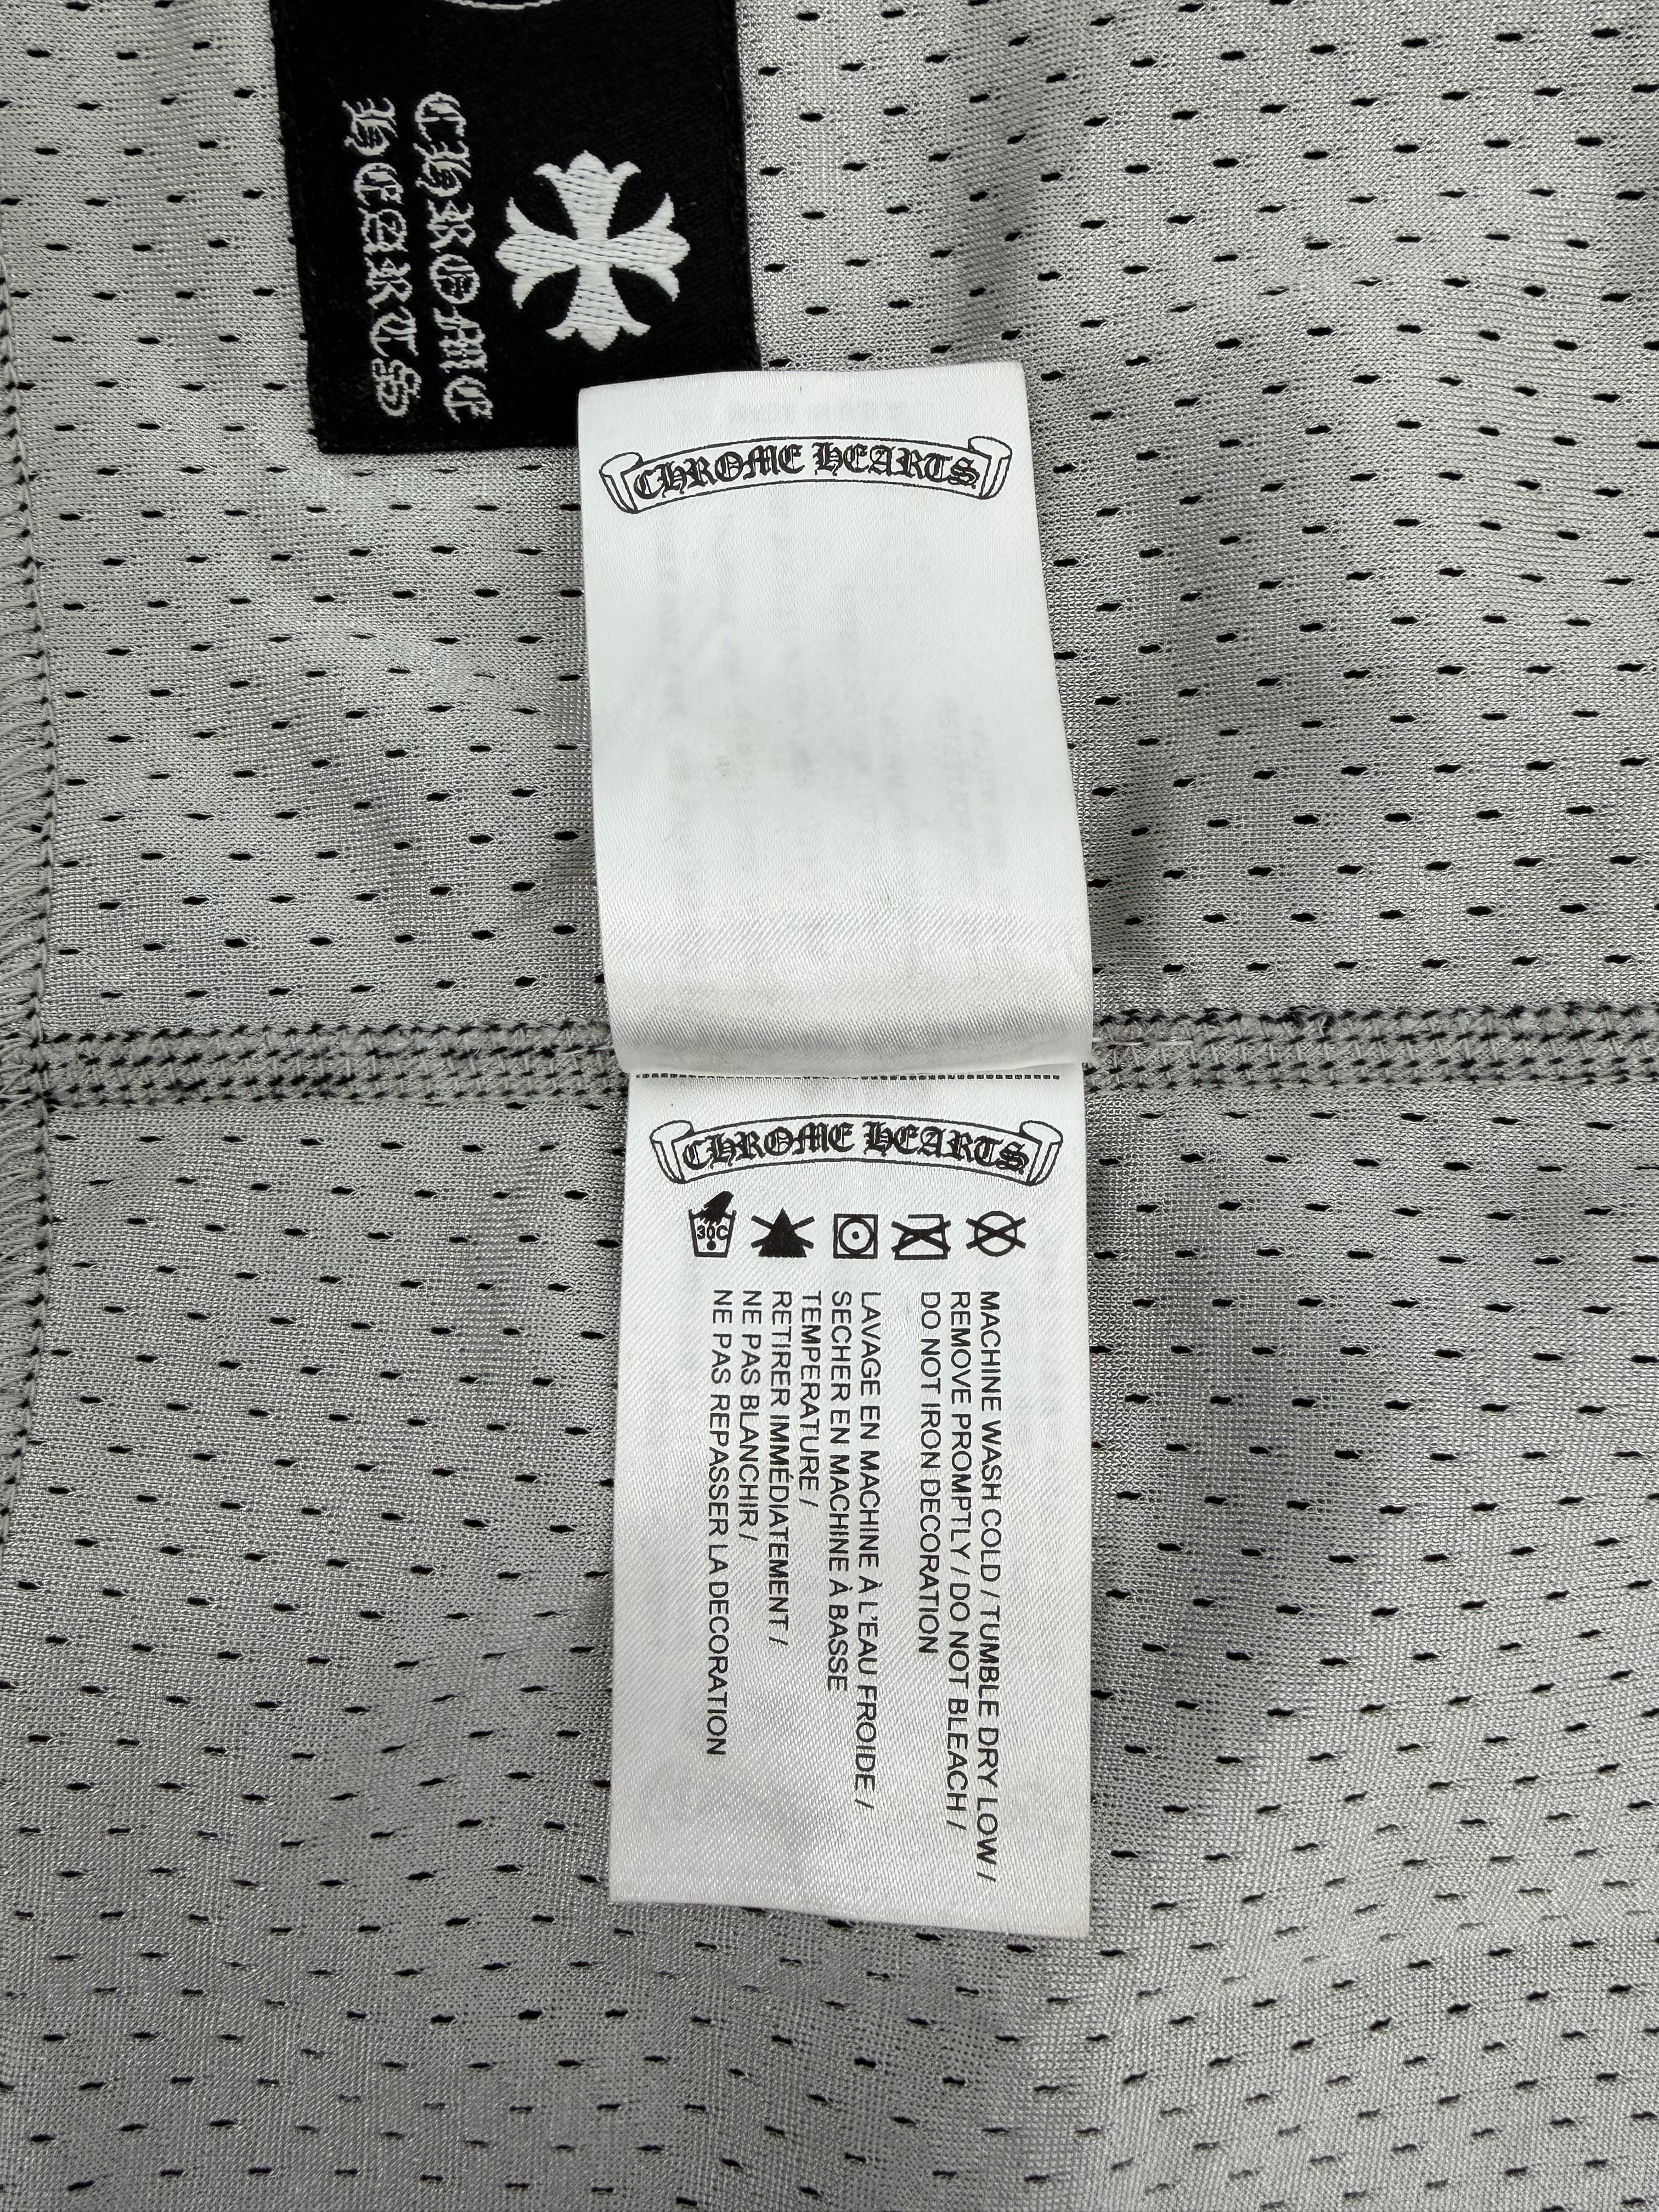 CHROME
HEARTS
CHROME HEARTS
CHROME HEARTS
30C
MACHINE WASH COLD / TUMBLE DRY LOW /
REMOVE PROMPTLY / DO NOT BLEACH /
DO NOT IRON DECORATION
LAVAGE EN MACHINE À L'EAU FROIDE /
SECHER EN MACHINE À BASSE
TEMPERATURE /
RETIRER IMMÉDIATEMENT /
NE PAS BLANCHIR /
NE PAS REPASSER LA DECORATION